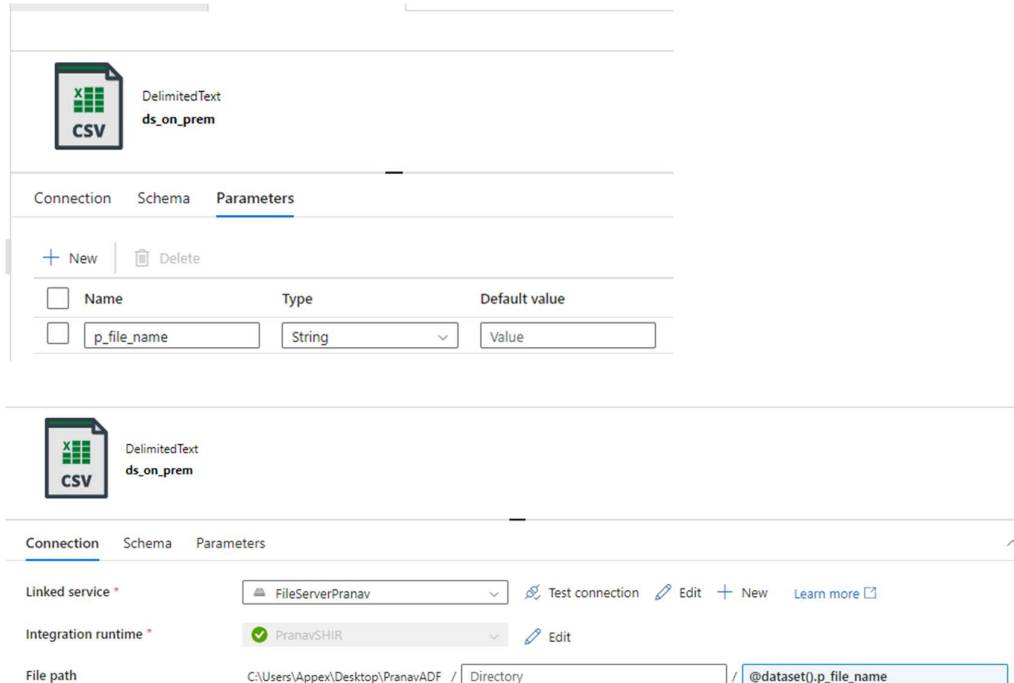 DelimitedText
ds_on_prem
CSV
Connection Schema Parameters
New Delete
Name Type Default value
p_file_name String Value
DelimitedText
ds_on_prem
CSV
Connection Schema Parameters
Linked service * FileServerPranav Test connection Edit New Learn more
Integration runtime * PranavSHIR Edit
File path C:\Users\Appex\Desktop\PranavADF / Directory / @dataset().p_file_name